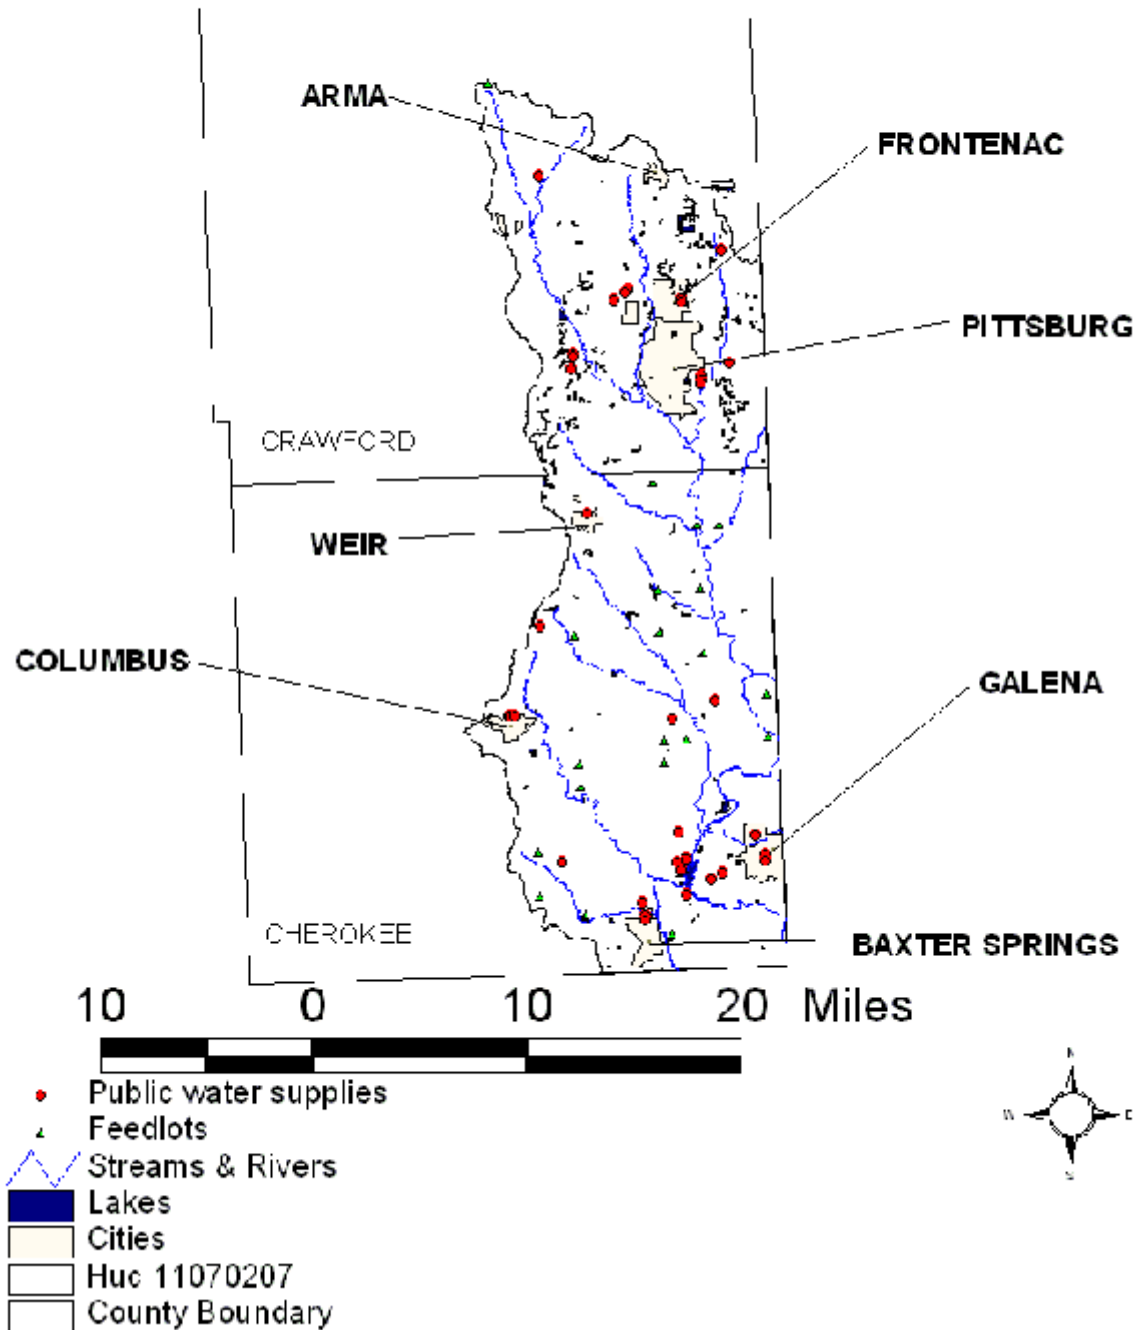 ARMA
FRONTENAC
PITTSBURG
CRAWFORD
WEIR
COLUMBUS
GALENA
CHEROKEE
BAXTER SPRINGS
10 0 10 20 Miles
Public water supplies
Feedlots
Streams & Rivers
Lakes
Cities
Huc 11070207
County Boundary
N
W E
S